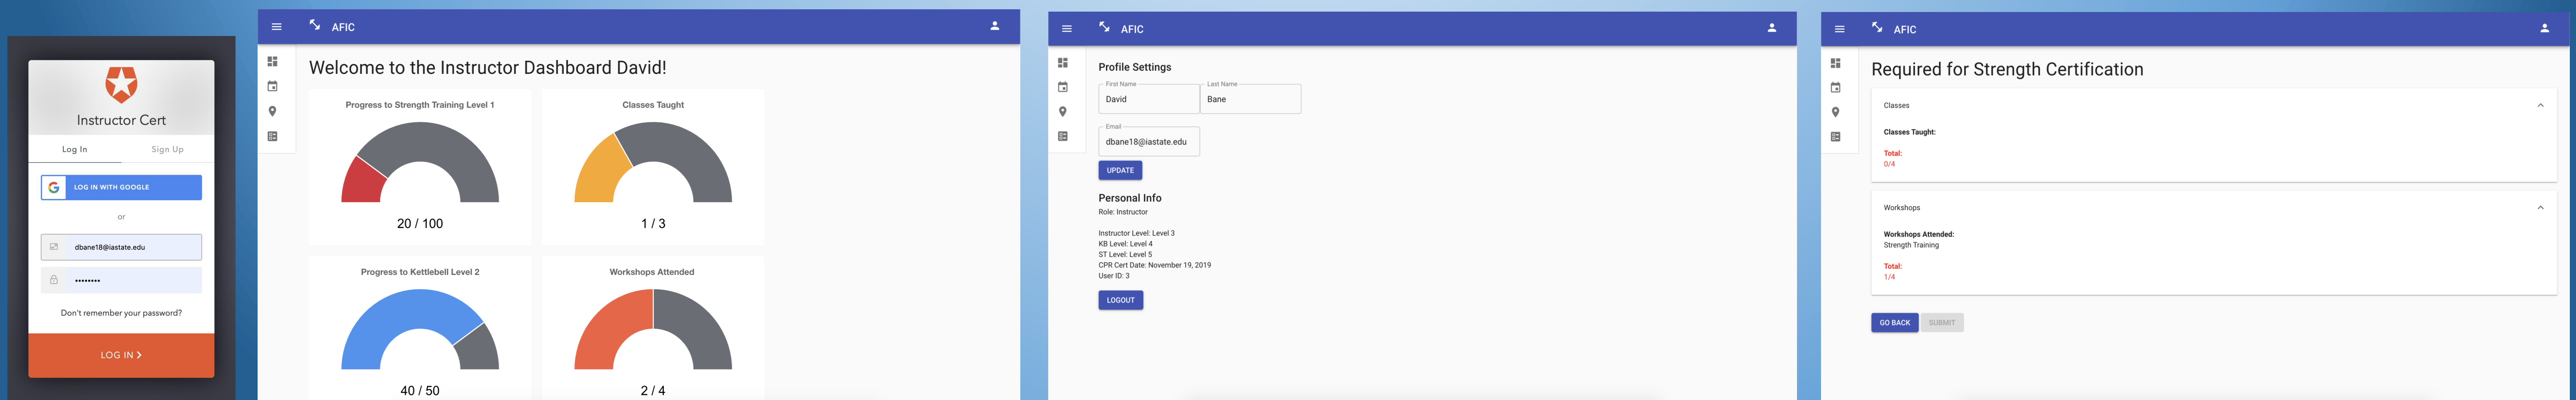 Instructor Cert
Log In
Sign Up
LOG IN WITH GOOGLE
or
dbane18@iastate.edu
••••••••
Don't remember your password?
LOG IN
AFIC
Welcome to the Instructor Dashboard David!
Progress to Strength Training Level 1
20 / 100
Classes Taught
1 / 3
Progress to Kettlebell Level 2
40 / 50
Workshops Attended
2 / 4
AFIC
Profile Settings
First Name
David
Last Name
Bane
Email
dbane18@iastate.edu
UPDATE
Personal Info
Role: Instructor
Instructor Level: Level 3
KB Level: Level 4
ST Level: Level 5
CPR Cert Date: November 19, 2019
User ID: 3
LOGOUT
AFIC
Required for Strength Certification
Classes
Classes Taught:
Total:
0/4
Workshops
Workshops Attended:
Strength Training
Total:
1/4
GO BACK
SUBMIT